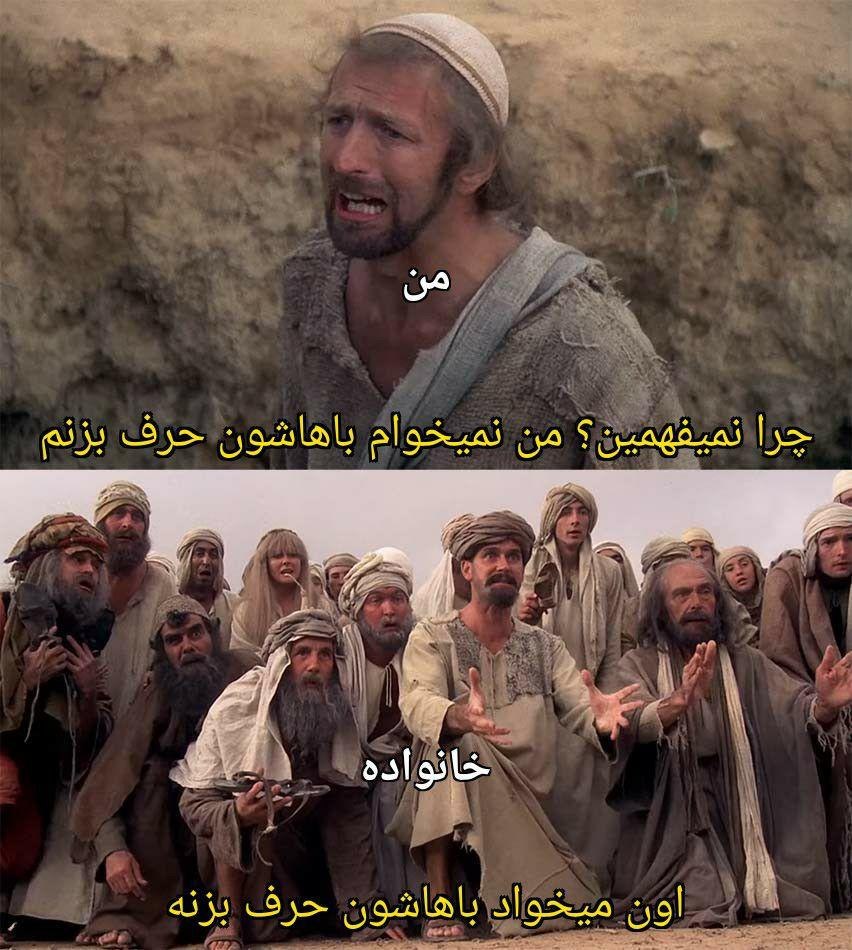 من
چرا نمیفهمین؟ من نمیخوام باهاشون حرف بزنم
خانواده
اون میخواد باهاشون حرف بزنه